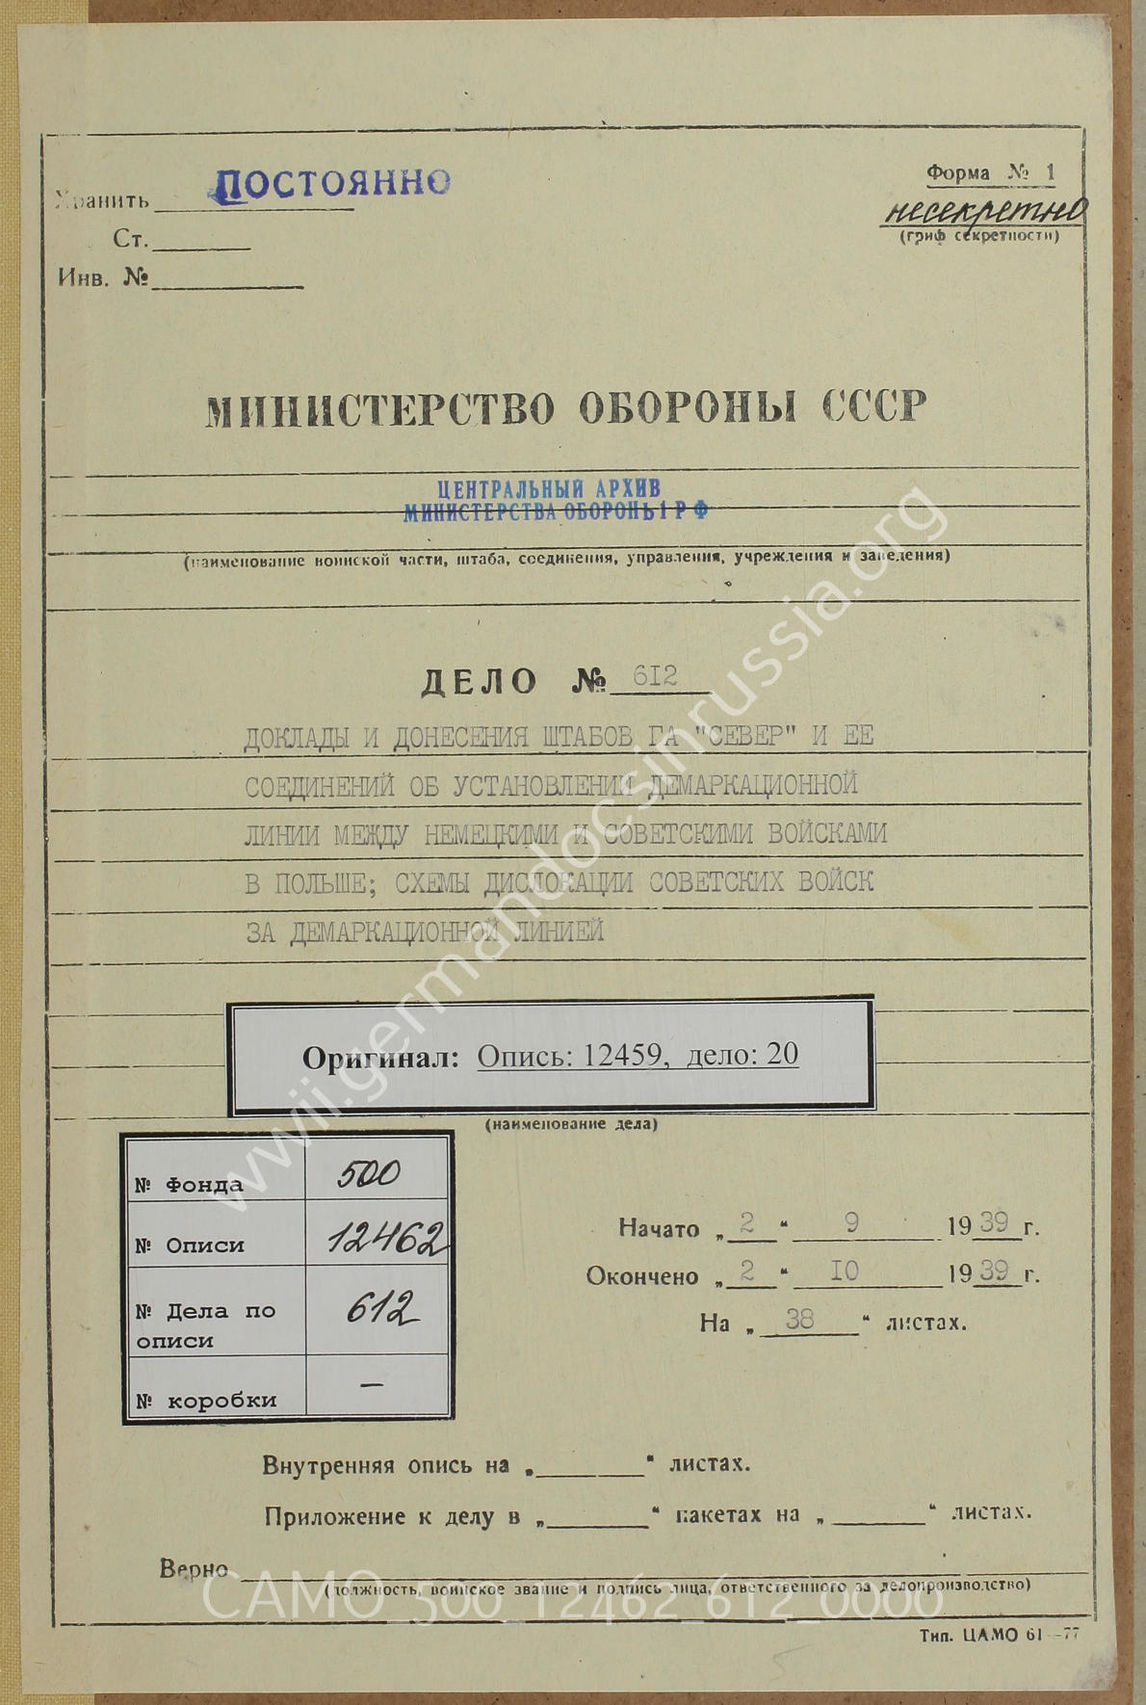 Хранить ПОСТОЯННО
Форма № 1
несекретно
(гриф секретности)
Ст.
Инв. №
МИНИСТЕРСТВО ОБОРОНЫ СССР
ЦЕНТРАЛЬНЫЙ АРХИВ
МИНИСТЕРСТВА ОБОРОНЫ РФ
(наименование воинской части, штаба, соединения, управления, учреждения и заведения)
ДЕЛО № 612
ДОКЛАДЫ И ДОНЕСЕНИЯ ШТАБОВ ГА "СЕВЕР" И ЕЕ
СОЕДИНЕНИЙ ОБ УСТАНОВЛЕНИИ ДЕМАРКАЦИОННОЙ
ЛИНИИ МЕЖДУ НЕМЕЦКИМИ И СОВЕТСКИМИ ВОЙСКАМИ
В ПОЛЬШЕ; СХЕМЫ ДИСЛОКАЦИИ СОВЕТСКИХ ВОЙСК
ЗА ДЕМАРКАЦИОННОЙ ЛИНИЕЙ
Оригинал: Опись: 12459, дело: 20
(наименование дела)
№ Фонда 500
№ Описи 12462
№ Дела по
описи 612
№ коробки —
Начато „ 2 “ 9 1939 г.
Окончено „ 2 “ IO 1939 г.
На „ 38 “ листах.
Внутренняя опись на „ “ листах.
Приложение к делу в „ “ пакетах на „ “ листах.
Верно
(должность, воинское звание и подпись лица, ответственного за делопроизводство)
Тип. ЦАМО 61—77
wwii.germandocsinrussia.org
CAMO 500 12462 612 0000